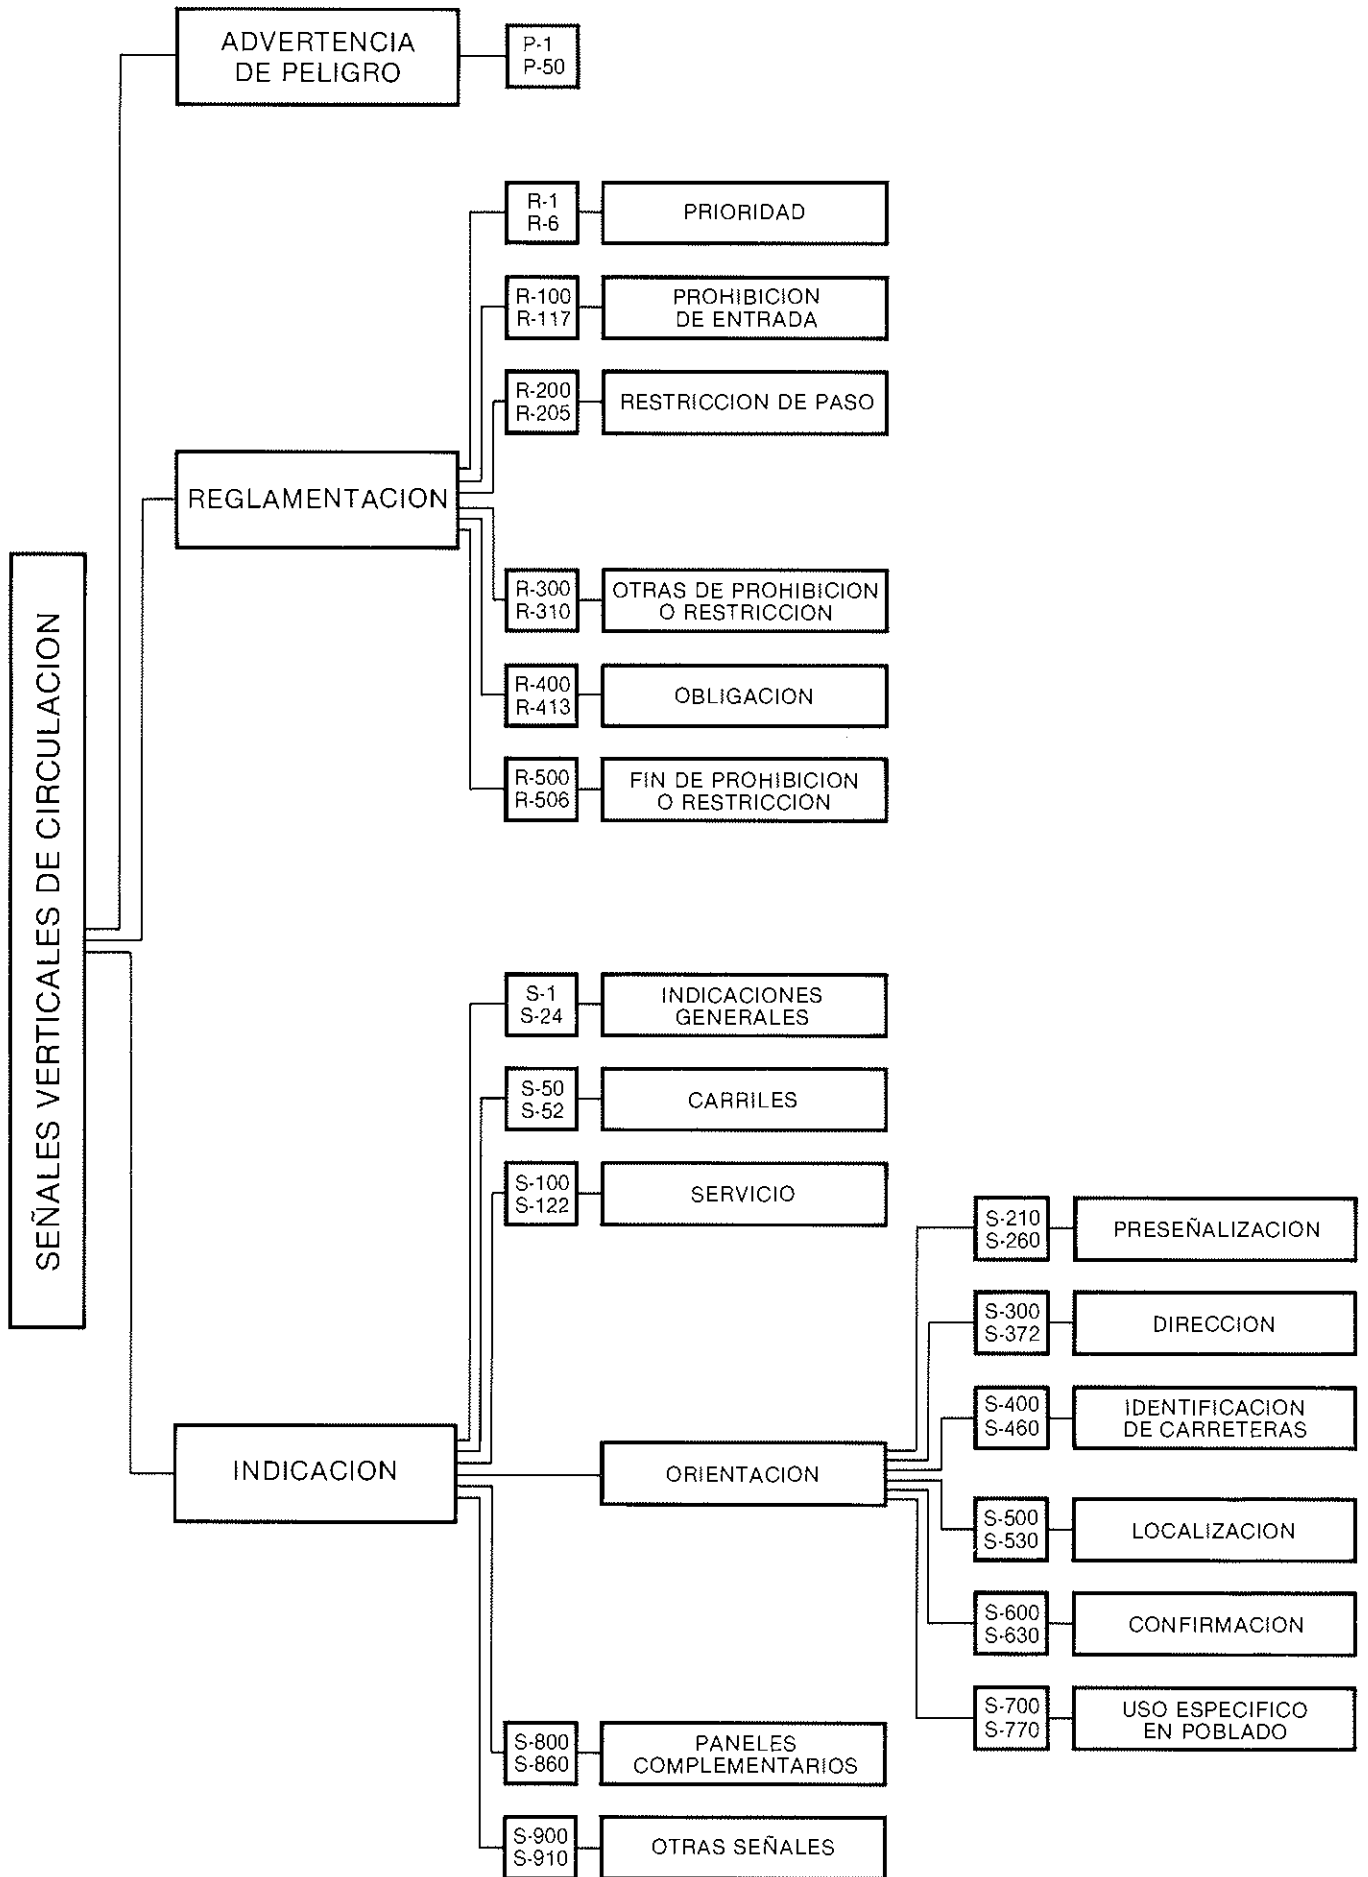 SEÑALES VERTICALES DE CIRCULACION
ADVERTENCIA
DE PELIGRO
P-1
P-50
REGLAMENTACION
R-1
R-6
PRIORIDAD
R-100
R-117
PROHIBICION
DE ENTRADA
R-200
R-205
RESTRICCION DE PASO
R-300
R-310
OTRAS DE PROHIBICION
O RESTRICCION
R-400
R-413
OBLIGACION
R-500
R-506
FIN DE PROHIBICION
O RESTRICCION
INDICACION
S-1
S-24
INDICACIONES
GENERALES
S-50
S-52
CARRILES
S-100
S-122
SERVICIO
ORIENTACION
S-210
S-260
PRESEÑALIZACION
S-300
S-372
DIRECCION
S-400
S-460
IDENTIFICACION
DE CARRETERAS
S-500
S-530
LOCALIZACION
S-600
S-630
CONFIRMACION
S-700
S-770
USO ESPECIFICO
EN POBLADO
S-800
S-860
PANELES
COMPLEMENTARIOS
S-900
S-910
OTRAS SEÑALES